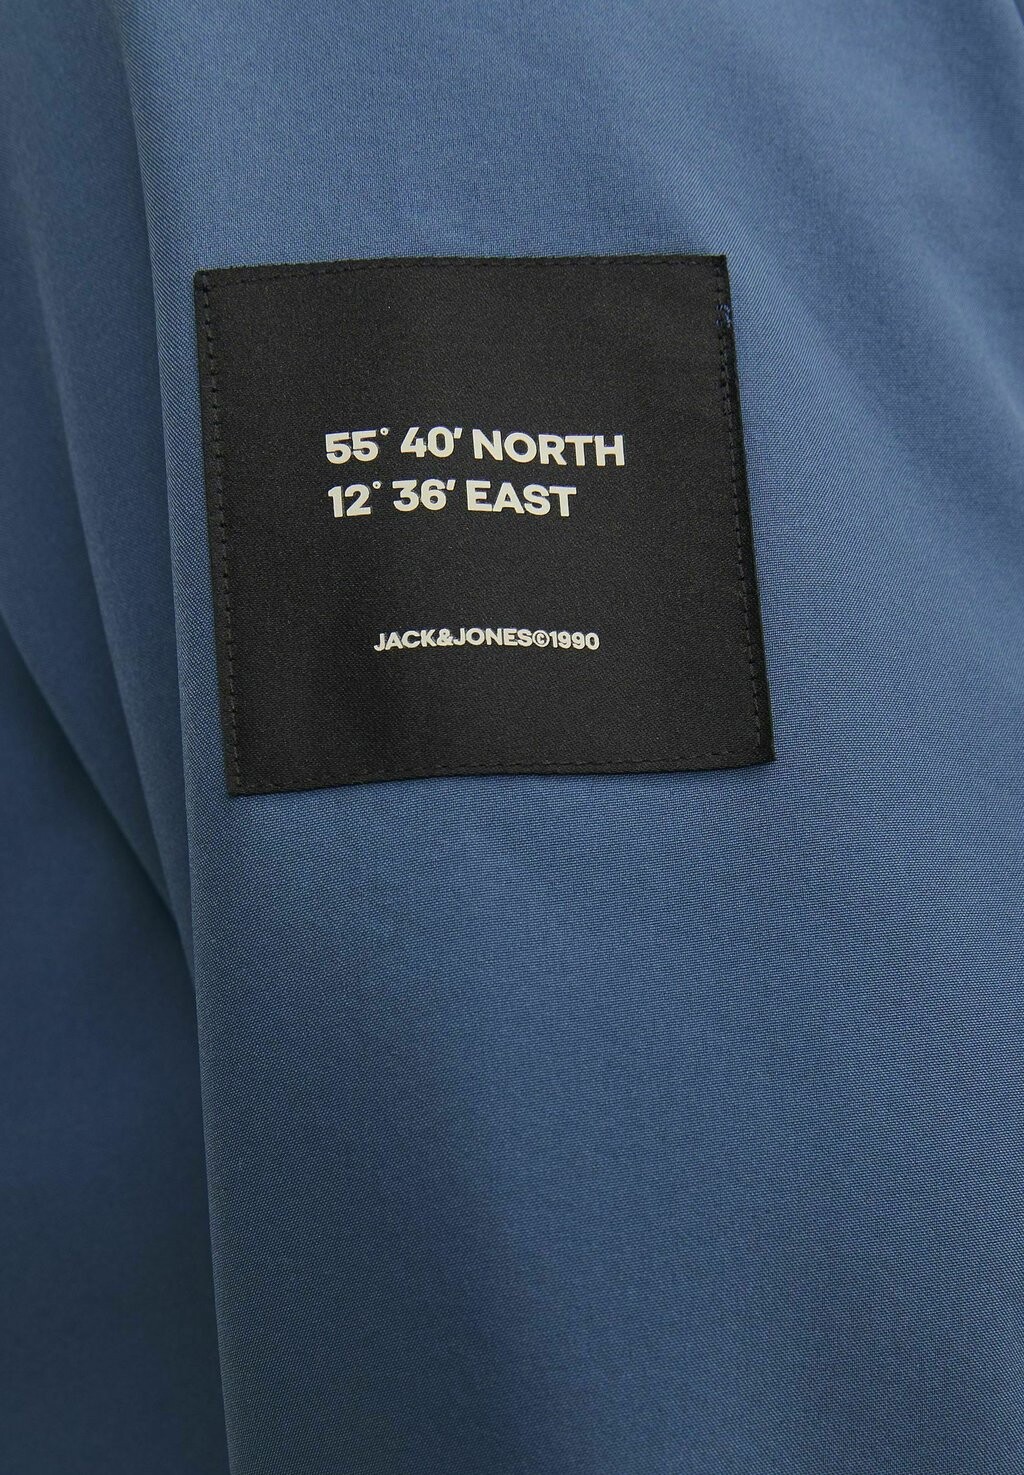 55° 40' NORTH
12° 36' EAST
JACK&JONES©1990